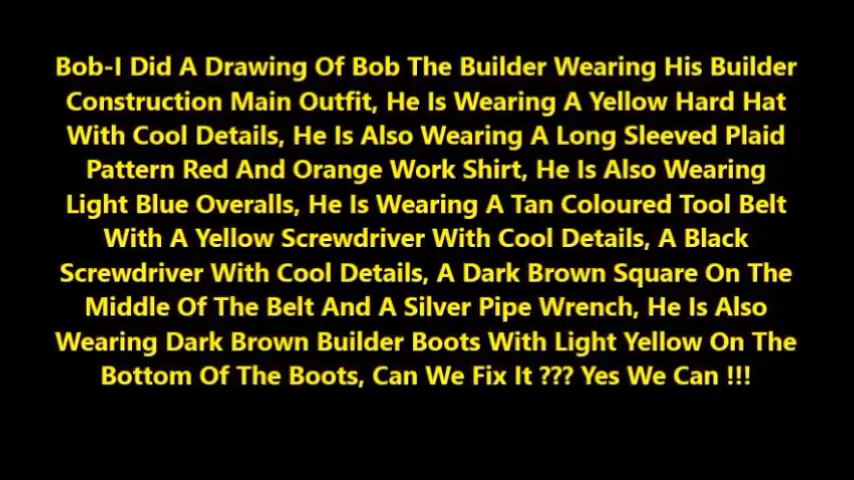 Bob-I Did A Drawing Of Bob The Builder Wearing His Builder
Construction Main Outfit, He Is Wearing A Yellow Hard Hat
With Cool Details, He Is Also Wearing A Long Sleeved Plaid
Pattern Red And Orange Work Shirt, He Is Also Wearing
Light Blue Overalls, He Is Wearing A Tan Coloured Tool Belt
With A Yellow Screwdriver With Cool Details, A Black
Screwdriver With Cool Details, A Dark Brown Square On The
Middle Of The Belt And A Silver Pipe Wrench, He Is Also
Wearing Dark Brown Builder Boots With Light Yellow On The
Bottom Of The Boots, Can We Fix It ??? Yes We Can !!!